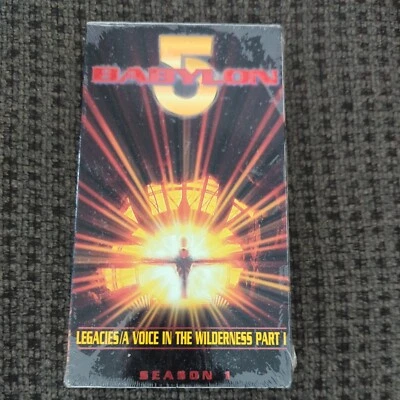 BABYLON
5
LEGACIES/A VOICE IN THE WILDERNESS PART I
SEASON 1